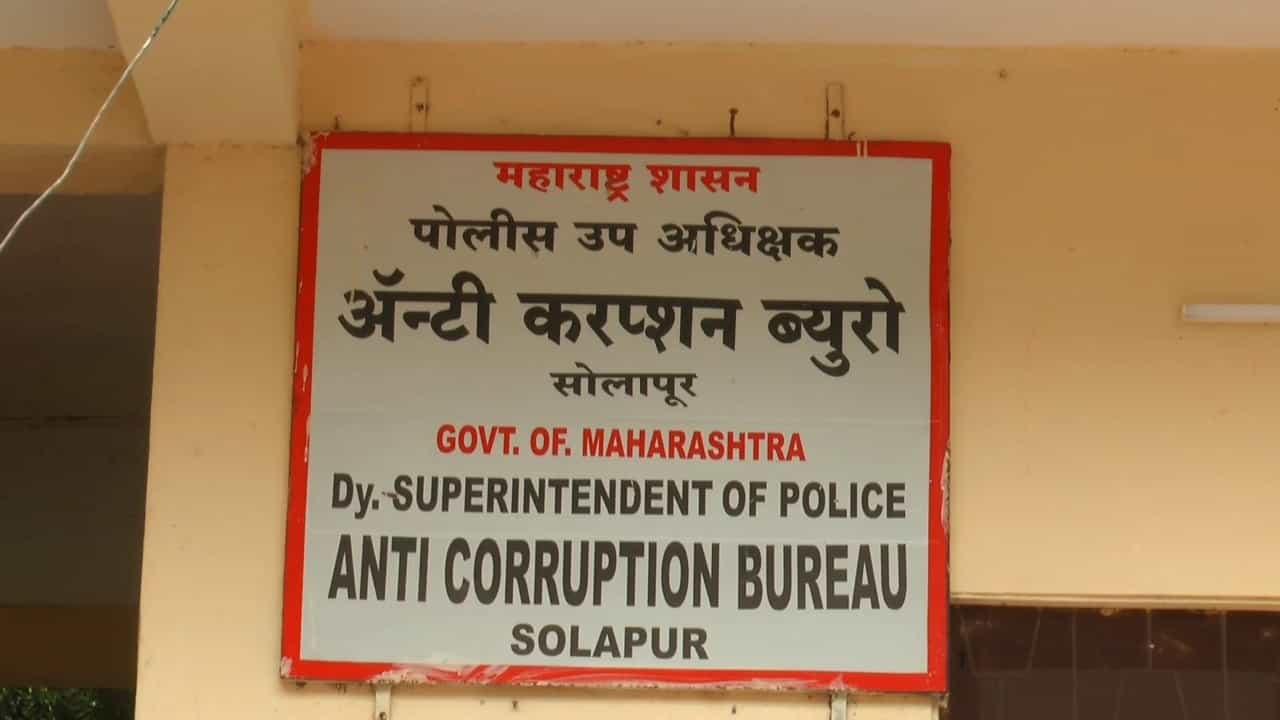 महाराष्ट्र शासन
पोलीस उप अधिक्षक
ॲन्टी करप्शन ब्युरो
सोलापूर
GOVT. OF. MAHARASHTRA
Dy. SUPERINTENDENT OF POLICE
ANTI CORRUPTION BUREAU
SOLAPUR